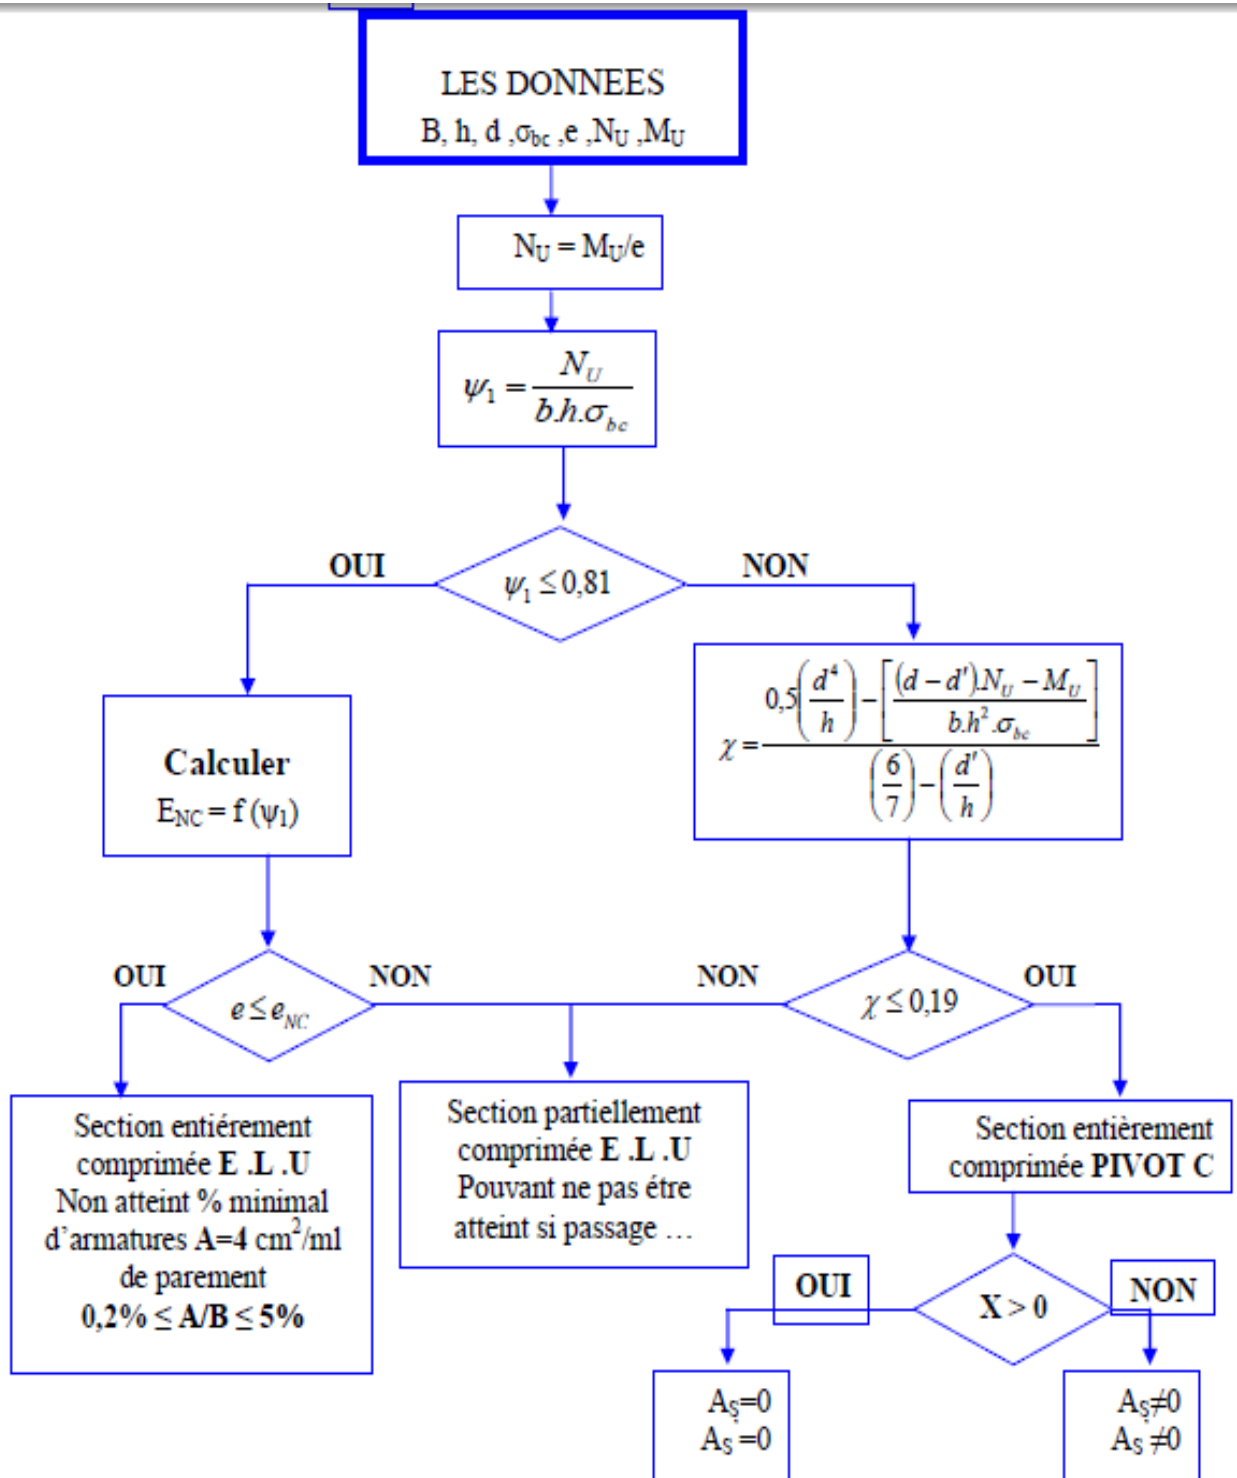 LES DONNEES
B, h, d ,σbc ,e ,NU ,MU
NU = MU/e
ψ1 = NU / b.h.σbc
OUI
ψ1 ≤ 0,81
NON
Calculer
ENC = f (ψ1)
χ = 0,5(d⁴/h) − [(d − d').NU − MU / b.h².σbc] / (6/7) − (d'/h)
OUI
e ≤ eNC
NON
NON
χ ≤ 0,19
OUI
Section entiérement
comprimée E .L .U
Non atteint % minimal
d’armatures A=4 cm²/ml
de parement
0,2% ≤ A/B ≤ 5%
Section partiellement
comprimée E .L .U
Pouvant ne pas étre
atteint si passage …
Section entièrement
comprimée PIVOT C
OUI
X > 0
NON
AS=0
AS'=0
AS≠0
AS'≠0